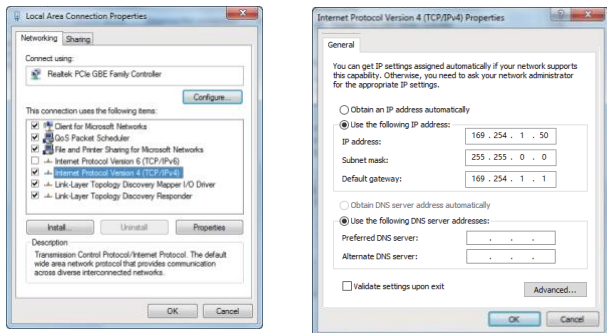 Local Area Connection Properties
Networking Sharing
Connect using:
Realtek PCIe GBE Family Controller
Configure...
This connection uses the following items:
Client for Microsoft Networks
QoS Packet Scheduler
File and Printer Sharing for Microsoft Networks
Internet Protocol Version 6 (TCP/IPv6)
Internet Protocol Version 4 (TCP/IPv4)
Link-Layer Topology Discovery Mapper I/O Driver
Link-Layer Topology Discovery Responder
Install... Uninstall Properties
Description
Transmission Control Protocol/Internet Protocol. The default
wide area network protocol that provides communication
across diverse interconnected networks.
OK Cancel
Internet Protocol Version 4 (TCP/IPv4) Properties
General
You can get IP settings assigned automatically if your network supports
this capability. Otherwise, you need to ask your network administrator
for the appropriate IP settings.
Obtain an IP address automatically
Use the following IP address:
IP address: 169 . 254 . 1 . 50
Subnet mask: 255 . 255 . 0 . 0
Default gateway: 169 . 254 . 1 . 1
Obtain DNS server address automatically
Use the following DNS server addresses:
Preferred DNS server: . . .
Alternate DNS server: . . .
Validate settings upon exit
Advanced...
OK Cancel